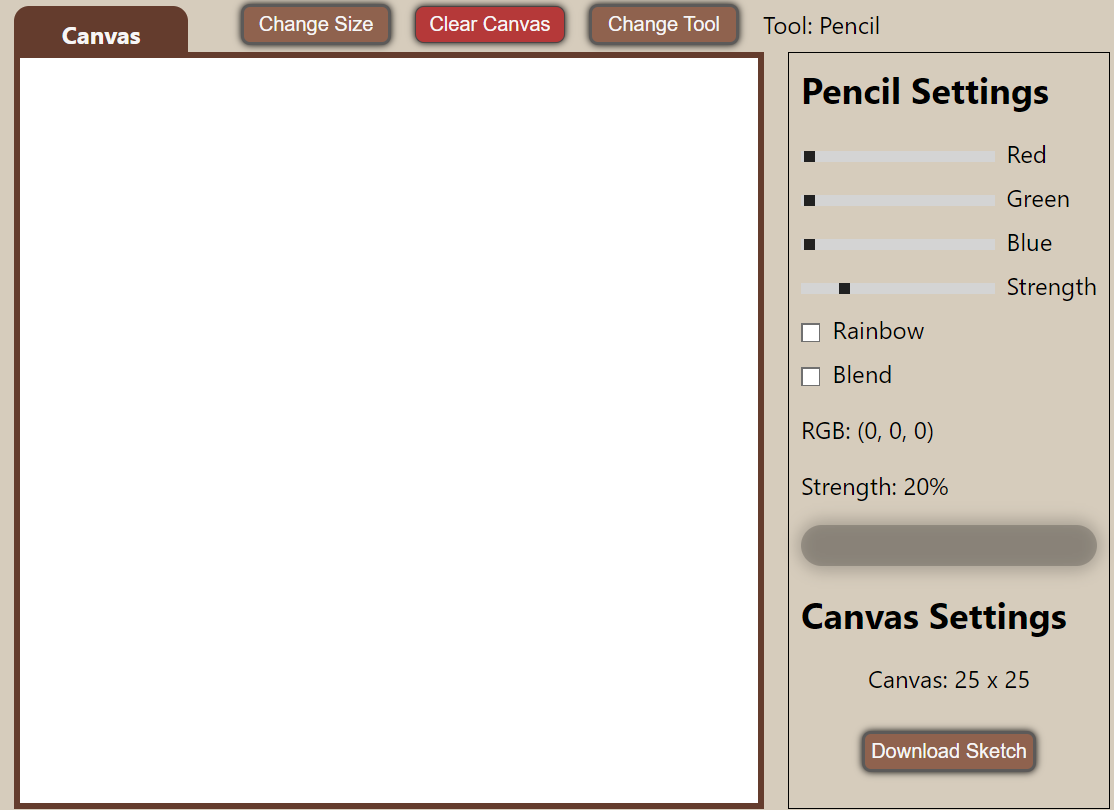 Canvas
Change Size
Clear Canvas
Change Tool
Tool: Pencil
Pencil Settings
Red
Green
Blue
Strength
Rainbow
Blend
RGB: (0, 0, 0)
Strength: 20%
Canvas Settings
Canvas: 25 x 25
Download Sketch